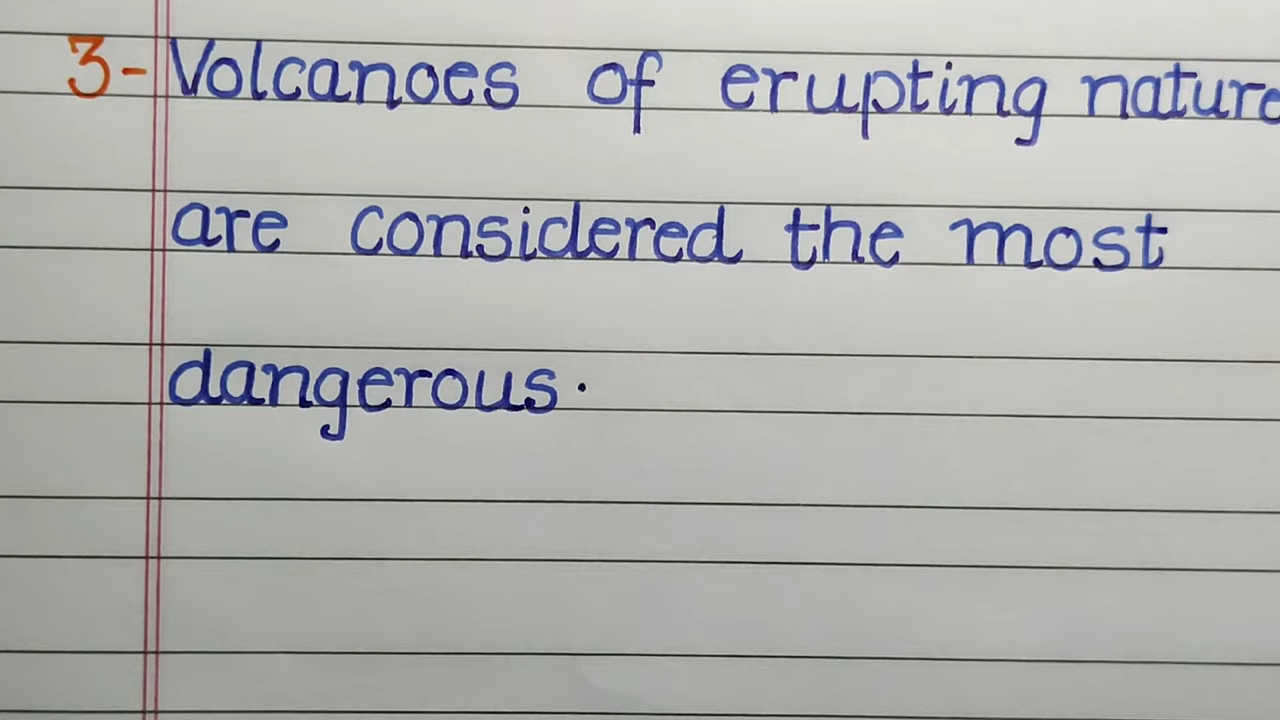 3- Volcanoes of erupting nature
are considered the most
dangerous.